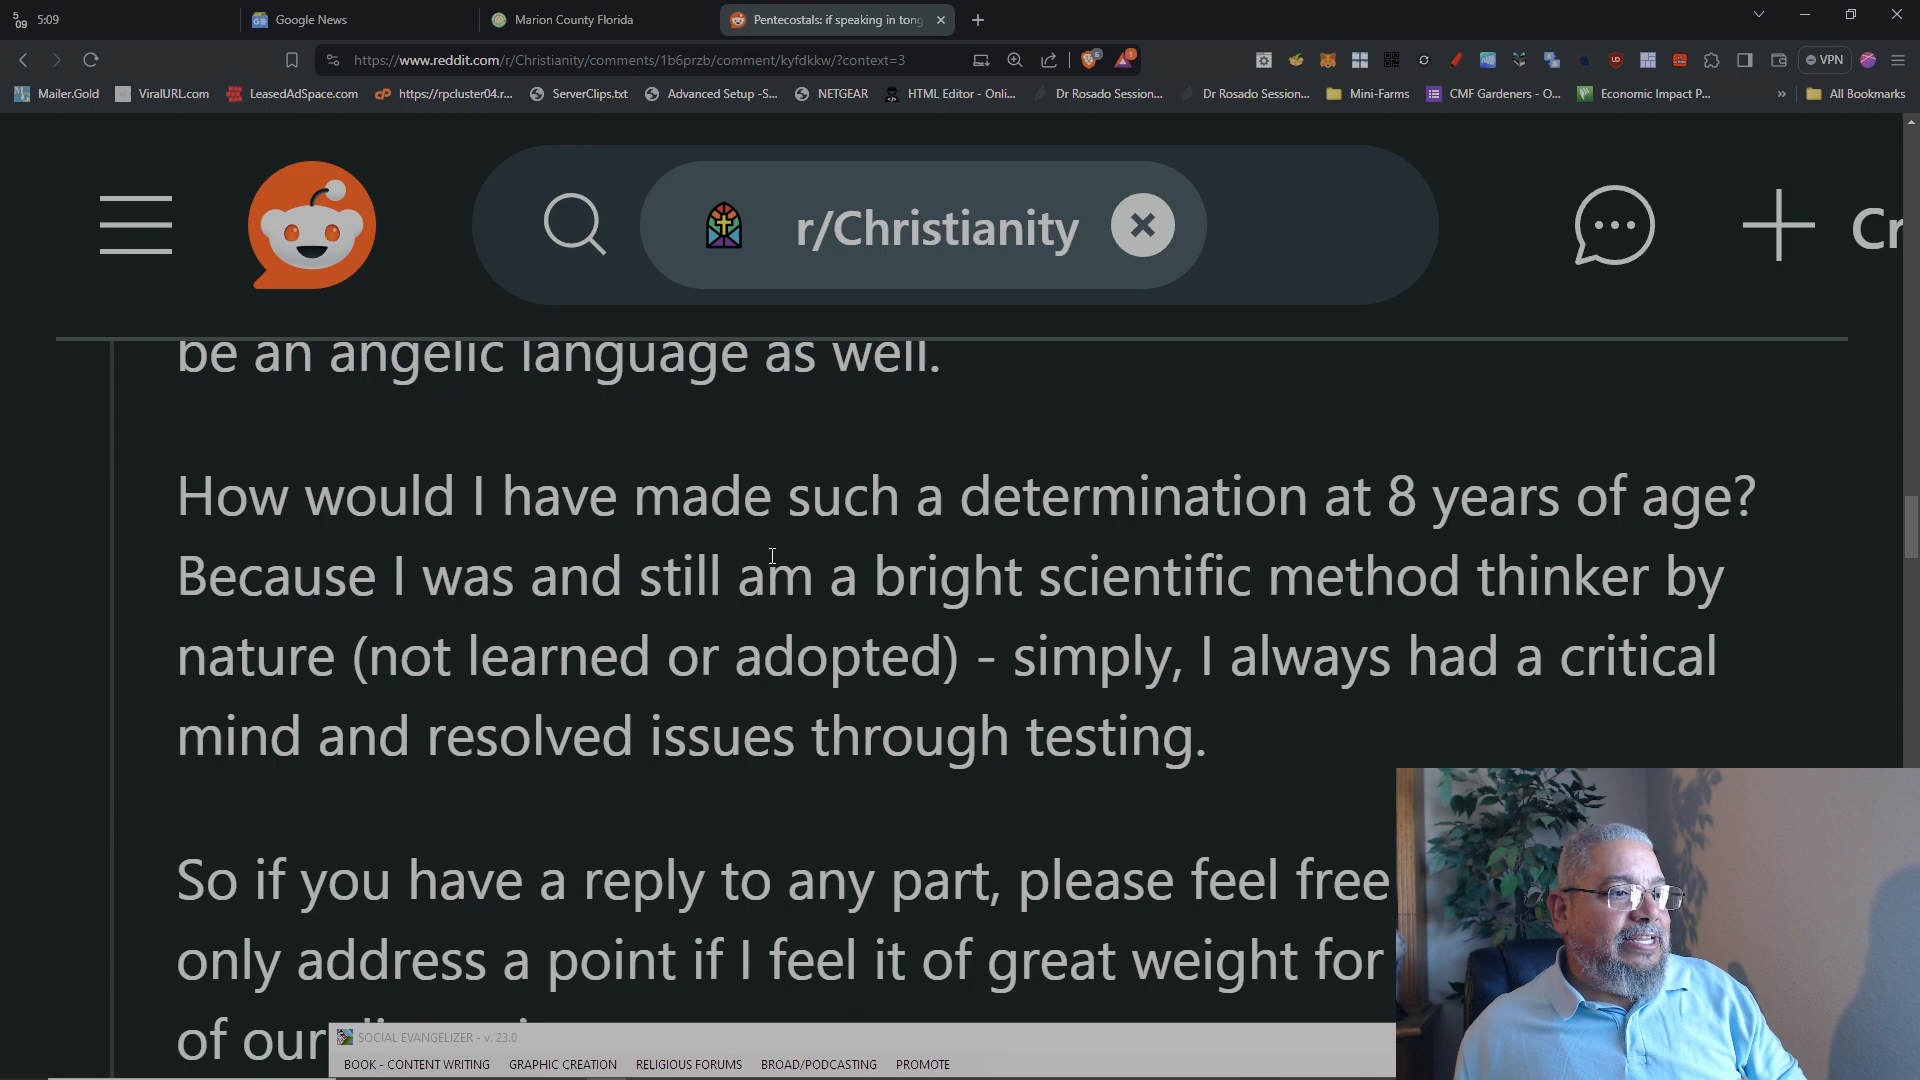 5
09
5:09
Google News
Marion County Florida
Pentecostals: if speaking in tong
https://www.reddit.com/r/Christianity/comments/1b6przb/comment/kyfdkkw/?context=3
6
1
VPN
Mailer.Gold
ViralURL.com
LeasedAdSpace.com
https://rpcluster04.r...
ServerClips.txt
Advanced Setup -S...
NETGEAR
HTML Editor - Onli...
Dr Rosado Session...
Dr Rosado Session...
Mini-Farms
CMF Gardeners - O...
Economic Impact P...
»
All Bookmarks
r/Christianity
Cr
be an angelic language as well.
How would I have made such a determination at 8 years of age?
Because I was and still am a bright scientific method thinker by
nature (not learned or adopted) - simply, I always had a critical
mind and resolved issues through testing.
So if you have a reply to any part, please feel free
only address a point if I feel it of great weight for
of our
SOCIAL EVANGELIZER - v. 23.0
BOOK - CONTENT WRITING
GRAPHIC CREATION
RELIGIOUS FORUMS
BROAD/PODCASTING
PROMOTE